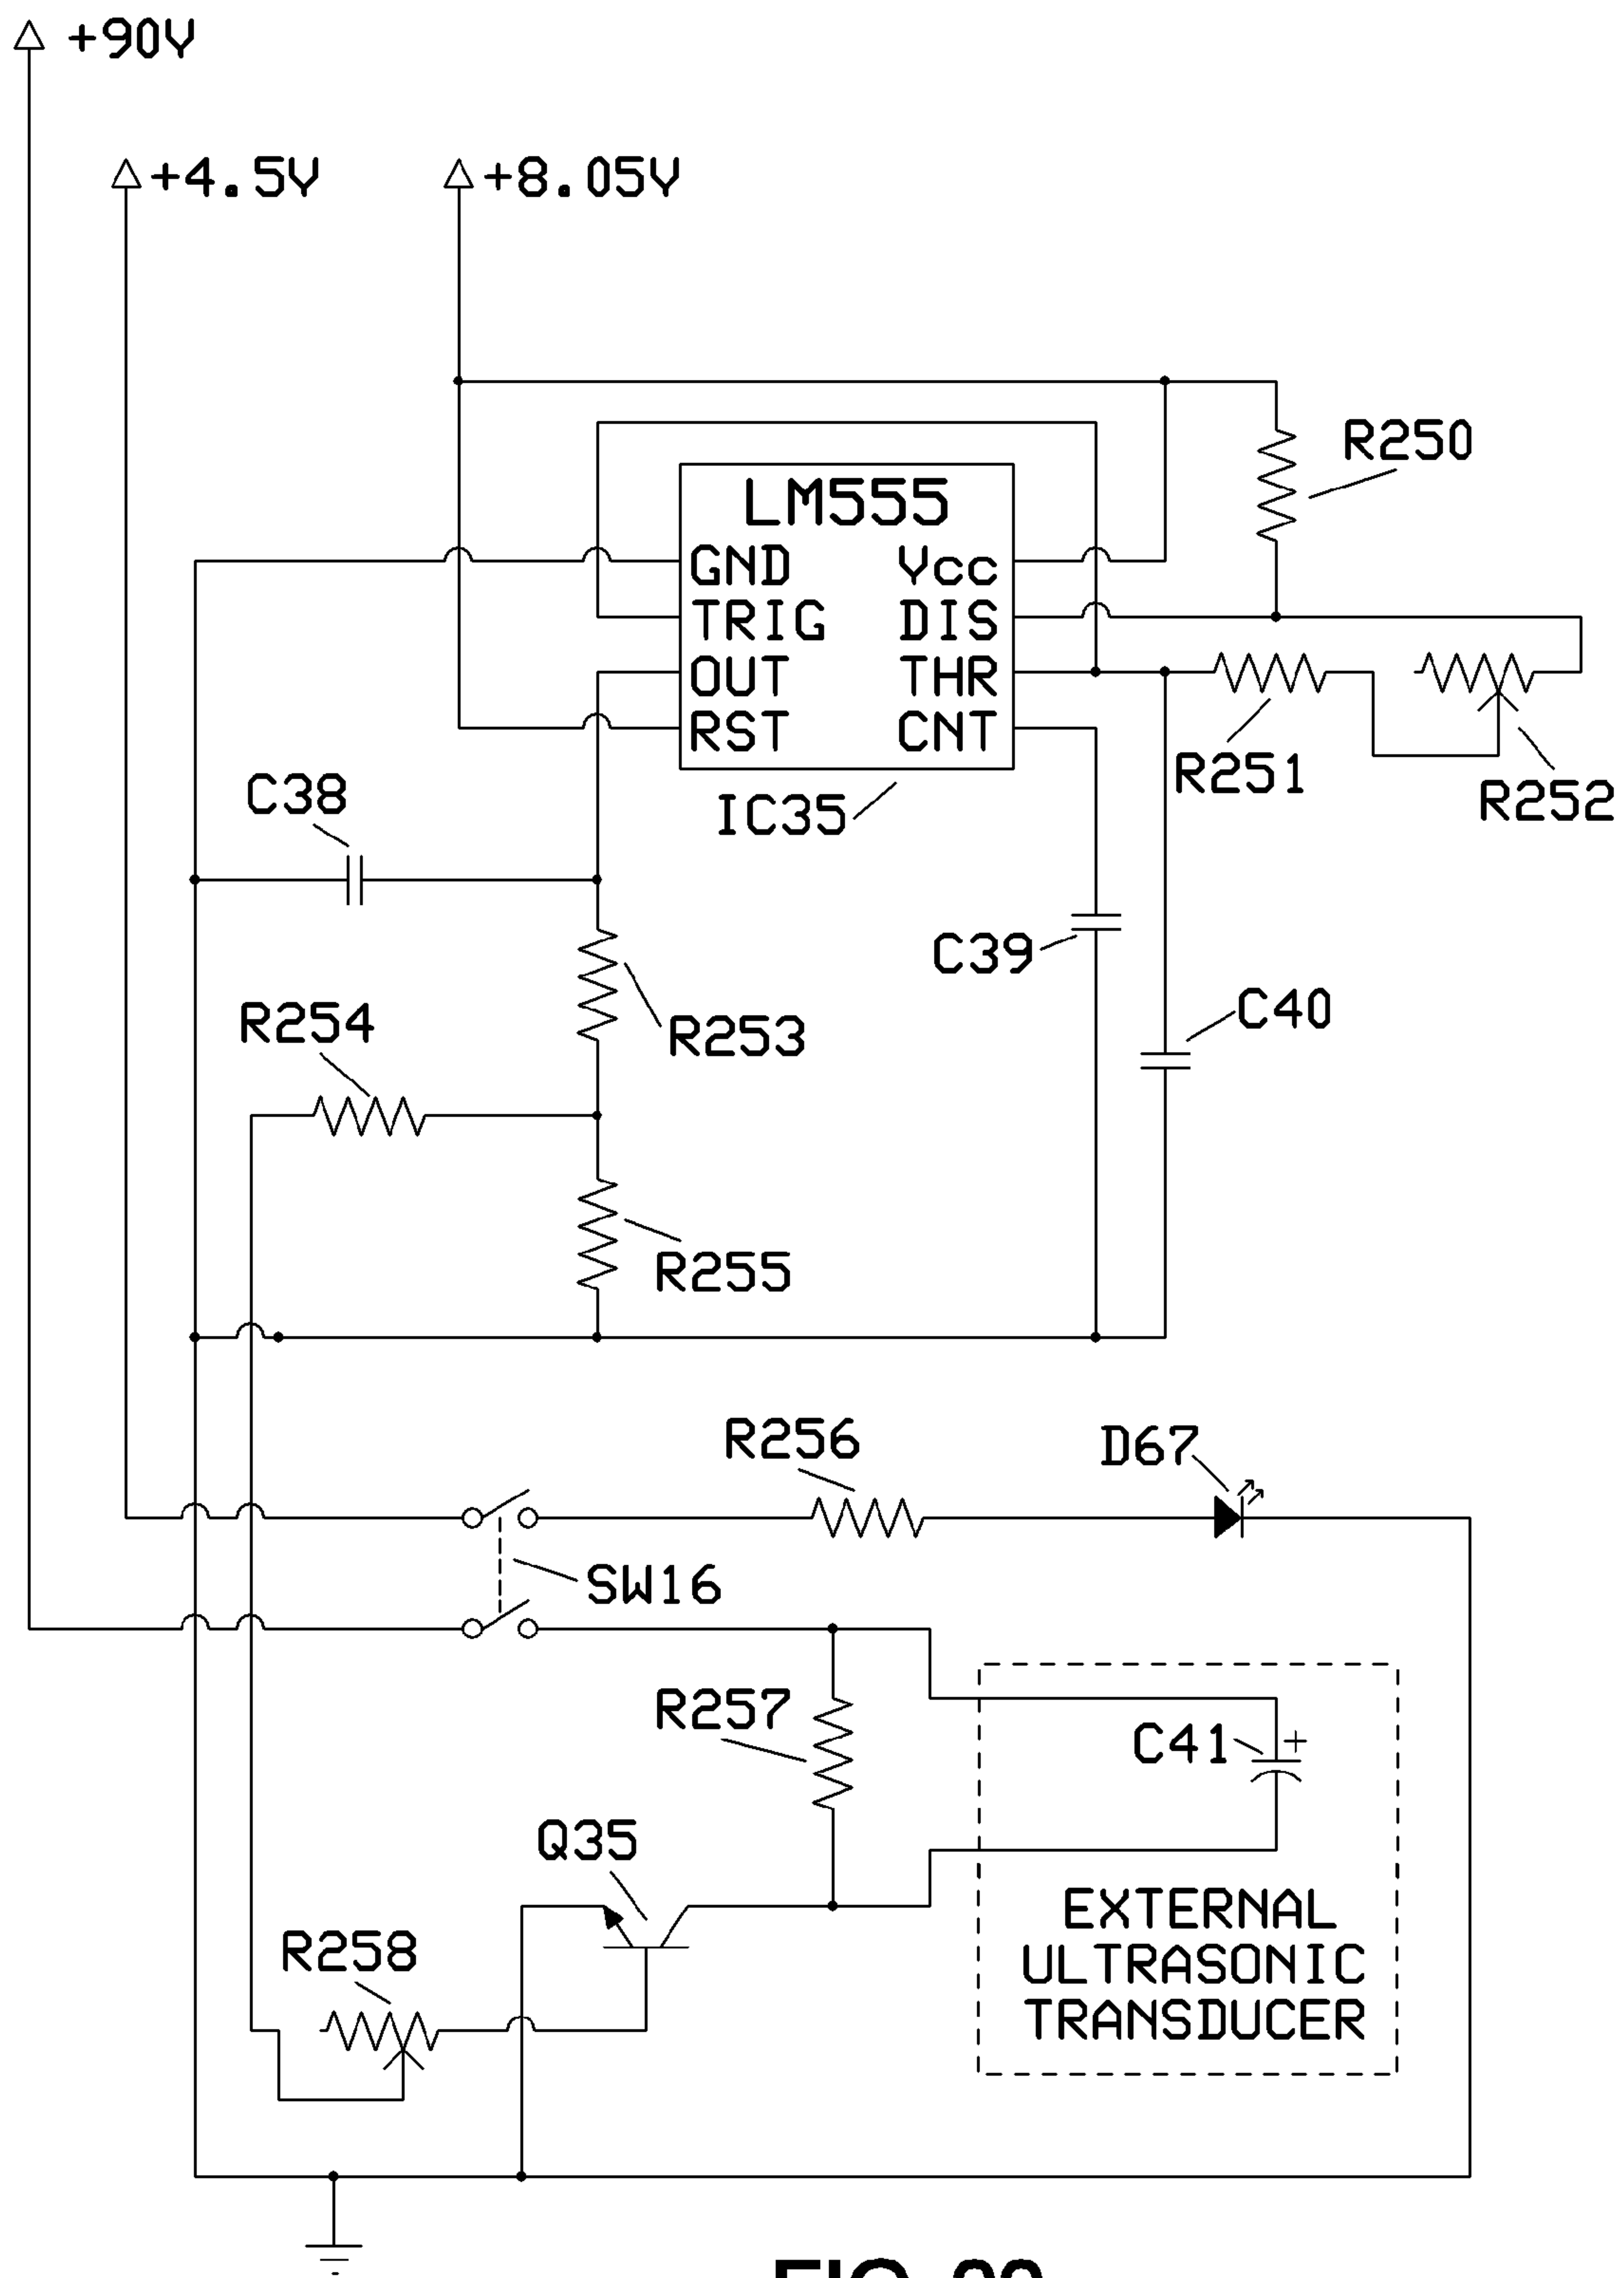 +90V
+4.5V
+8.05V
R250
LM555
GND
Vcc
TRIG
DIS
OUT
THR
RST
CNT
R251
R252
C38
IC35
C39
C40
R254
R253
R255
R256
D67
SW16
R257
C41
+
Q35
EXTERNAL
ULTRASONIC
TRANSDUCER
R258